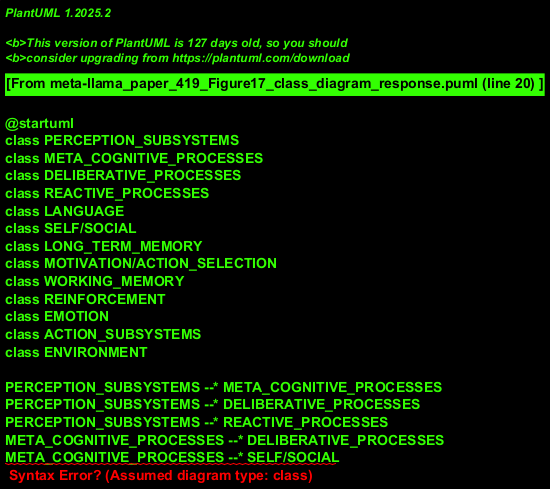 PlantUML 1.2025.2
<b>This version of PlantUML is 127 days old, so you should
<b>consider upgrading from https://plantuml.com/download
[From meta-llama_paper_419_Figure17_class_diagram_response.puml (line 20) ]
@startuml
class PERCEPTION_SUBSYSTEMS
class META_COGNITIVE_PROCESSES
class DELIBERATIVE_PROCESSES
class REACTIVE_PROCESSES
class LANGUAGE
class SELF/SOCIAL
class LONG_TERM_MEMORY
class MOTIVATION/ACTION_SELECTION
class WORKING_MEMORY
class REINFORCEMENT
class EMOTION
class ACTION_SUBSYSTEMS
class ENVIRONMENT
PERCEPTION_SUBSYSTEMS --* META_COGNITIVE_PROCESSES
PERCEPTION_SUBSYSTEMS --* DELIBERATIVE_PROCESSES
PERCEPTION_SUBSYSTEMS --* REACTIVE_PROCESSES
META_COGNITIVE_PROCESSES --* DELIBERATIVE_PROCESSES
META_COGNITIVE_PROCESSES --* SELF/SOCIAL
Syntax Error? (Assumed diagram type: class)